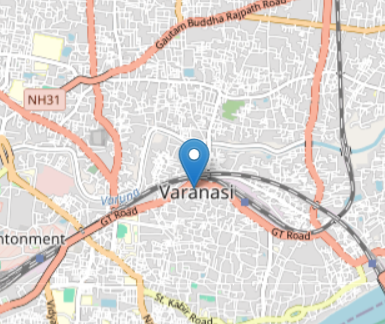 Gautam Buddha Rajpath Road
NH31
Varuna
Varanasi
GT Road
GT Road
ntonment
St. Kabir Road